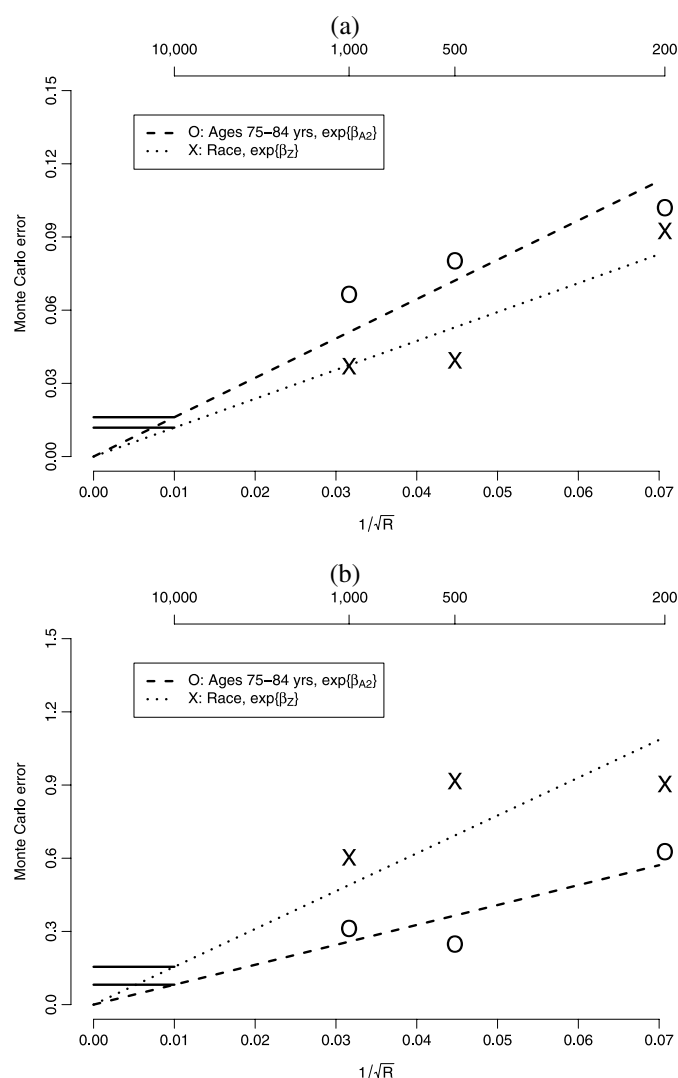 (a)
10,000 1,000 500 200
0.15
0.12
0.09
0.06
0.03
0.00
Monte Carlo error
O: Ages 75–84 yrs, exp{β_A2}
X: Race, exp{β_Z}
O O O
X X X
0.00 0.01 0.02 0.03 0.04 0.05 0.06 0.07
1/√R
(b)
10,000 1,000 500 200
1.5
1.2
0.9
0.6
0.3
0.0
Monte Carlo error
O: Ages 75–84 yrs, exp{β_A2}
X: Race, exp{β_Z}
X X X
O O O
0.00 0.01 0.02 0.03 0.04 0.05 0.06 0.07
1/√R